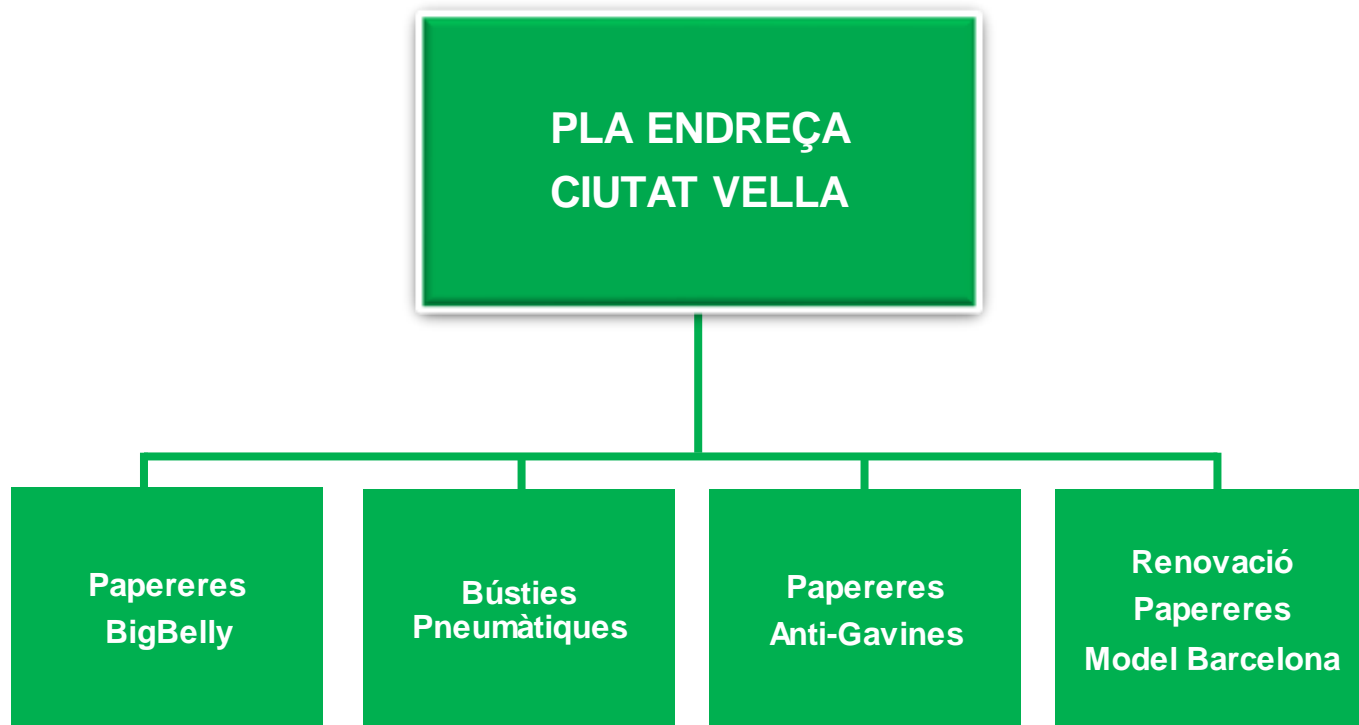 PLA ENDREÇA
CIUTAT VELLA
Papereres
BigBelly
Bústies
Pneumàtiques
Papereres
Anti-Gavines
Renovació
Papereres
Model Barcelona